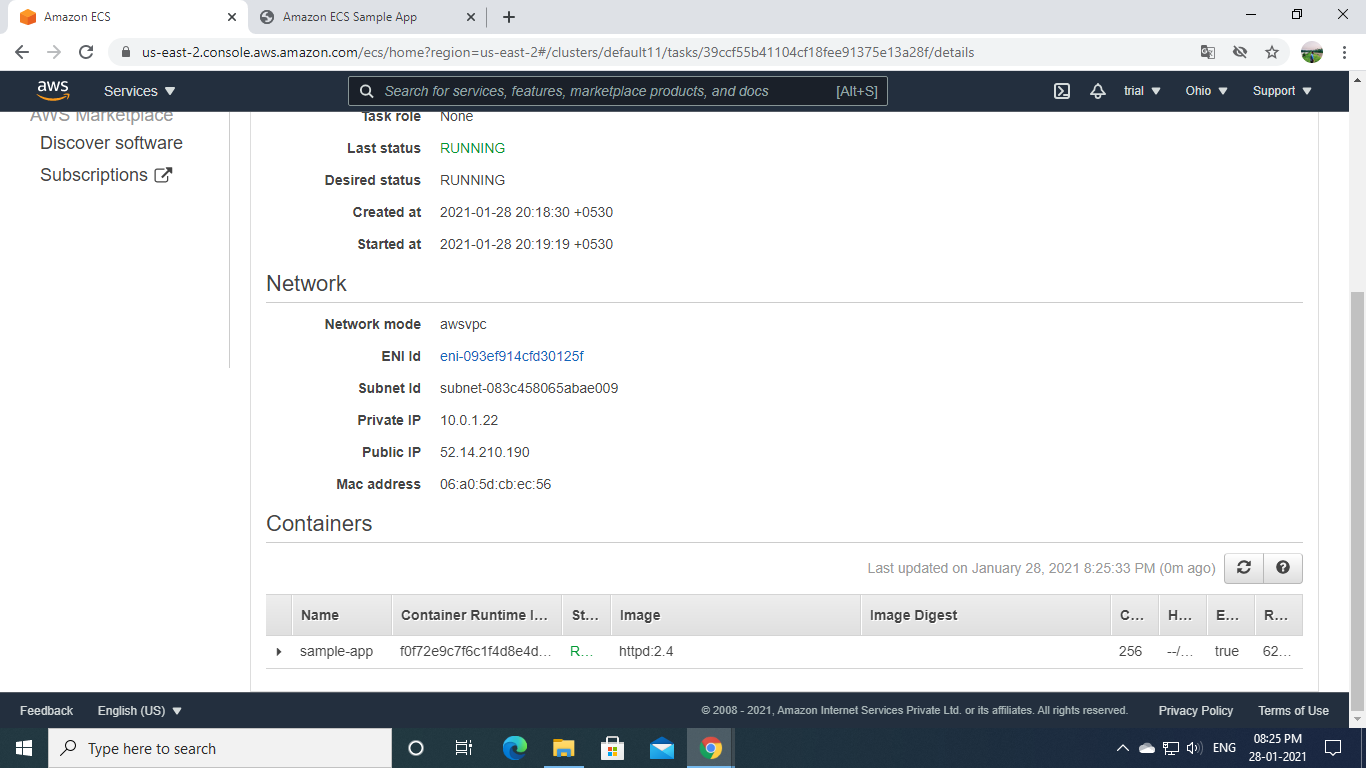 Amazon ECS
Amazon ECS Sample App
us-east-2.console.aws.amazon.com/ecs/home?region=us-east-2#/clusters/default11/tasks/39ccf55b41104cf18fee91375e13a28f/details
aws Services Search for services, features, marketplace products, and docs [Alt+S] trial Ohio Support
AWS Marketplace
Discover software
Subscriptions
Task role None
Last status RUNNING
Desired status RUNNING
Created at 2021-01-28 20:18:30 +0530
Started at 2021-01-28 20:19:19 +0530
Network
Network mode awsvpc
ENI Id eni-093ef914cfd30125f
Subnet Id subnet-083c458065abae009
Private IP 10.0.1.22
Public IP 52.14.210.190
Mac address 06:a0:5d:cb:ec:56
Containers
Last updated on January 28, 2021 8:25:33 PM (0m ago)
Name Container Runtime I... St... Image Image Digest C... H... E... R...
sample-app f0f72e9c7f6c1f4d8e4d... R... httpd:2.4 256 --/... true 62...
Feedback English (US) © 2008 - 2021, Amazon Internet Services Private Ltd. or its affiliates. All rights reserved. Privacy Policy Terms of Use
Type here to search ENG 08:25 PM
28-01-2021